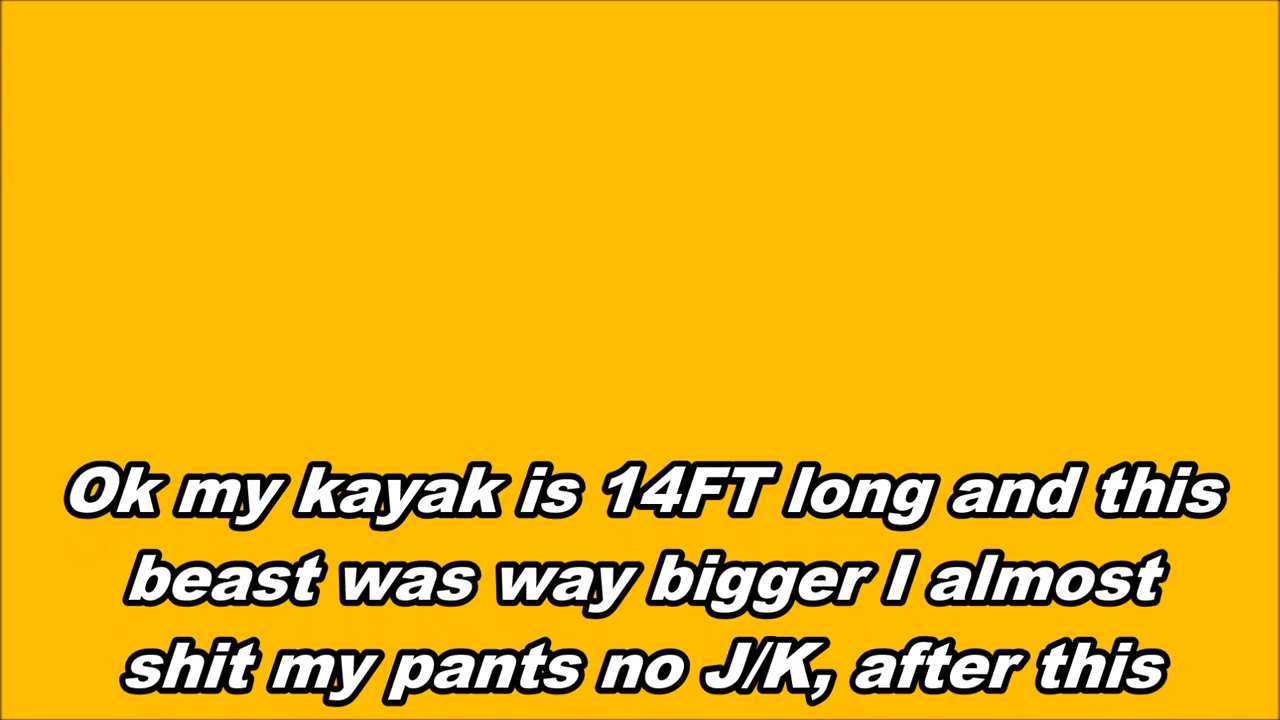 Ok my kayak is 14FT long and this
beast was way bigger I almost
shit my pants no J/K, after this